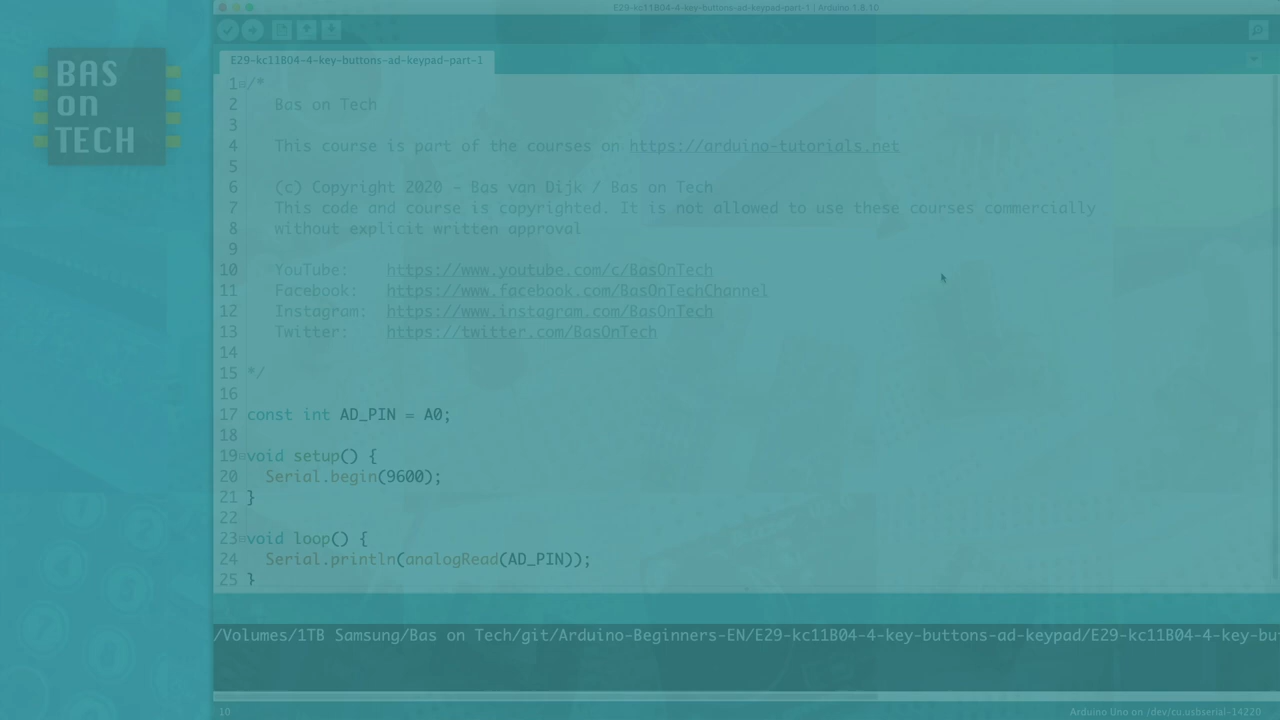 E29-kc11B04-4-key-buttons-ad-keypad-part-1 | Arduino 1.8.10
BAS
on
TECH
E29-kc11B04-4-key-buttons-ad-keypad-part-1
1 /*
2 Bas on Tech
3
4 This course is part of the courses on https://arduino-tutorials.net
5
6 (c) Copyright 2020 - Bas van Dijk / Bas on Tech
7 This code and course is copyrighted. It is not allowed to use these courses commercially
8 without explicit written approval
9
10 YouTube: https://www.youtube.com/c/BasOnTech
11 Facebook: https://www.facebook.com/BasOnTechChannel
12 Instagram: https://www.instagram.com/BasOnTech
13 Twitter: https://twitter.com/BasOnTech
14
15 */
16
17 const int AD_PIN = A0;
18
19 void setup() {
20 Serial.begin(9600);
21 }
22
23 void loop() {
24 Serial.println(analogRead(AD_PIN));
25 }
/Volumes/1TB Samsung/Bas on Tech/git/Arduino-Beginners-EN/E29-kc11B04-4-key-buttons-ad-keypad/E29-kc11B04-4-key-bu
10
Arduino Uno on /dev/cu.usbserial-14220